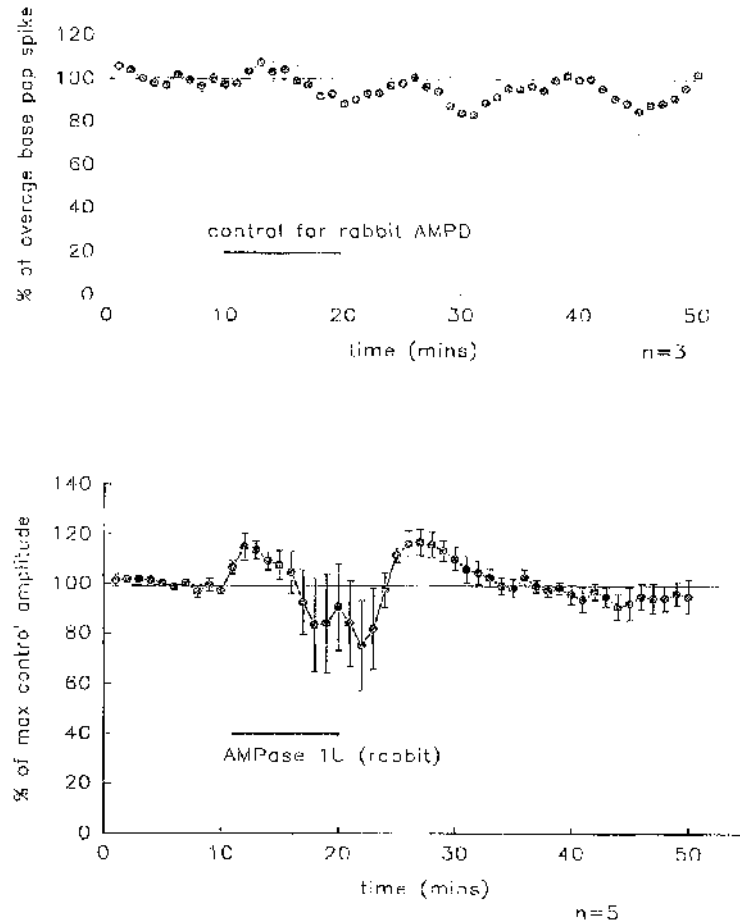 % of average base pop spike
120
100
80
60
40
20
0
control for rabbit AMPD
0 10 20 30 40 50
time (mins)
n=3
% of max control amplitude
140
120
100
80
60
40
20
0
AMPase 1U (rabbit)
0 10 20 30 40 50
time (mins)
n=5